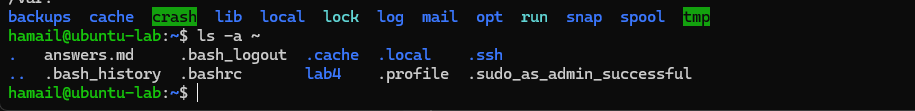 /var:
backups cache crash lib local lock log mail opt run snap spool tmp
hamail@ubuntu-lab:~$ ls -a ~
. answers.md .bash_logout .cache .local .ssh
.. .bash_history .bashrc lab4 .profile .sudo_as_admin_successful
hamail@ubuntu-lab:~$